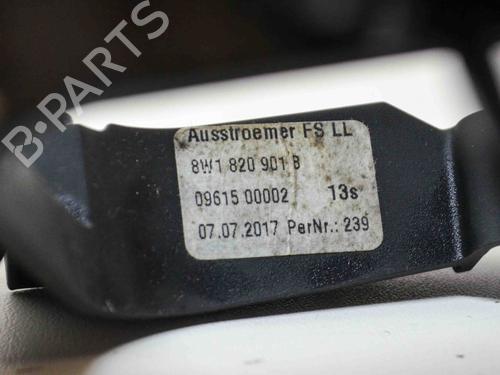 B-PARTS
Ausstroemer FS LL
8W1 820 901 B
09615 00002 13s
07.07.2017 PerNr.: 239